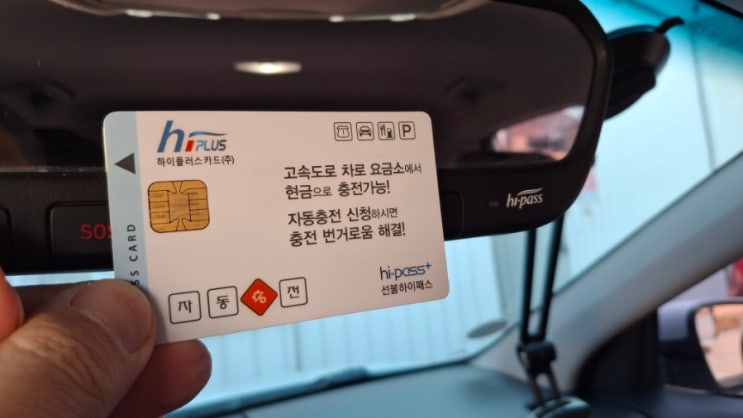 hi PLUS
하이플러스카드(주)
P
고속도로 차로 요금소에서
현금으로 충전가능!
자동충전 신청하시면
충전 번거로움 해결!
hi-pass+
선불하이패스
자 동 충 전
S CARD
SOS
hi-pass